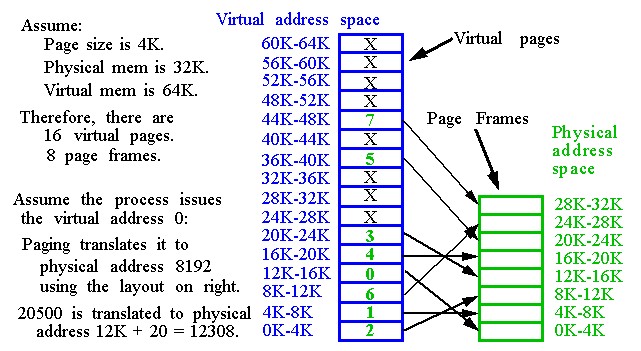 Assume:
Page size is 4K.
Physical mem is 32K.
Virtual mem is 64K.
Therefore, there are
16 virtual pages.
8 page frames.
Assume the process issues
the virtual address 0:
Paging translates it to
physical address 8192
using the layout on right.
20500 is translated to physical
address 12K + 20 = 12308.
Virtual address space
60K-64K X
56K-60K X
52K-56K X
48K-52K X
44K-48K 7
40K-44K X
36K-40K 5
32K-36K X
28K-32K X
24K-28K X
20K-24K 3
16K-20K 4
12K-16K 0
8K-12K 6
4K-8K 1
0K-4K 2
Virtual pages
Page Frames
Physical
address
space
28K-32K
24K-28K
20K-24K
16K-20K
12K-16K
8K-12K
4K-8K
0K-4K